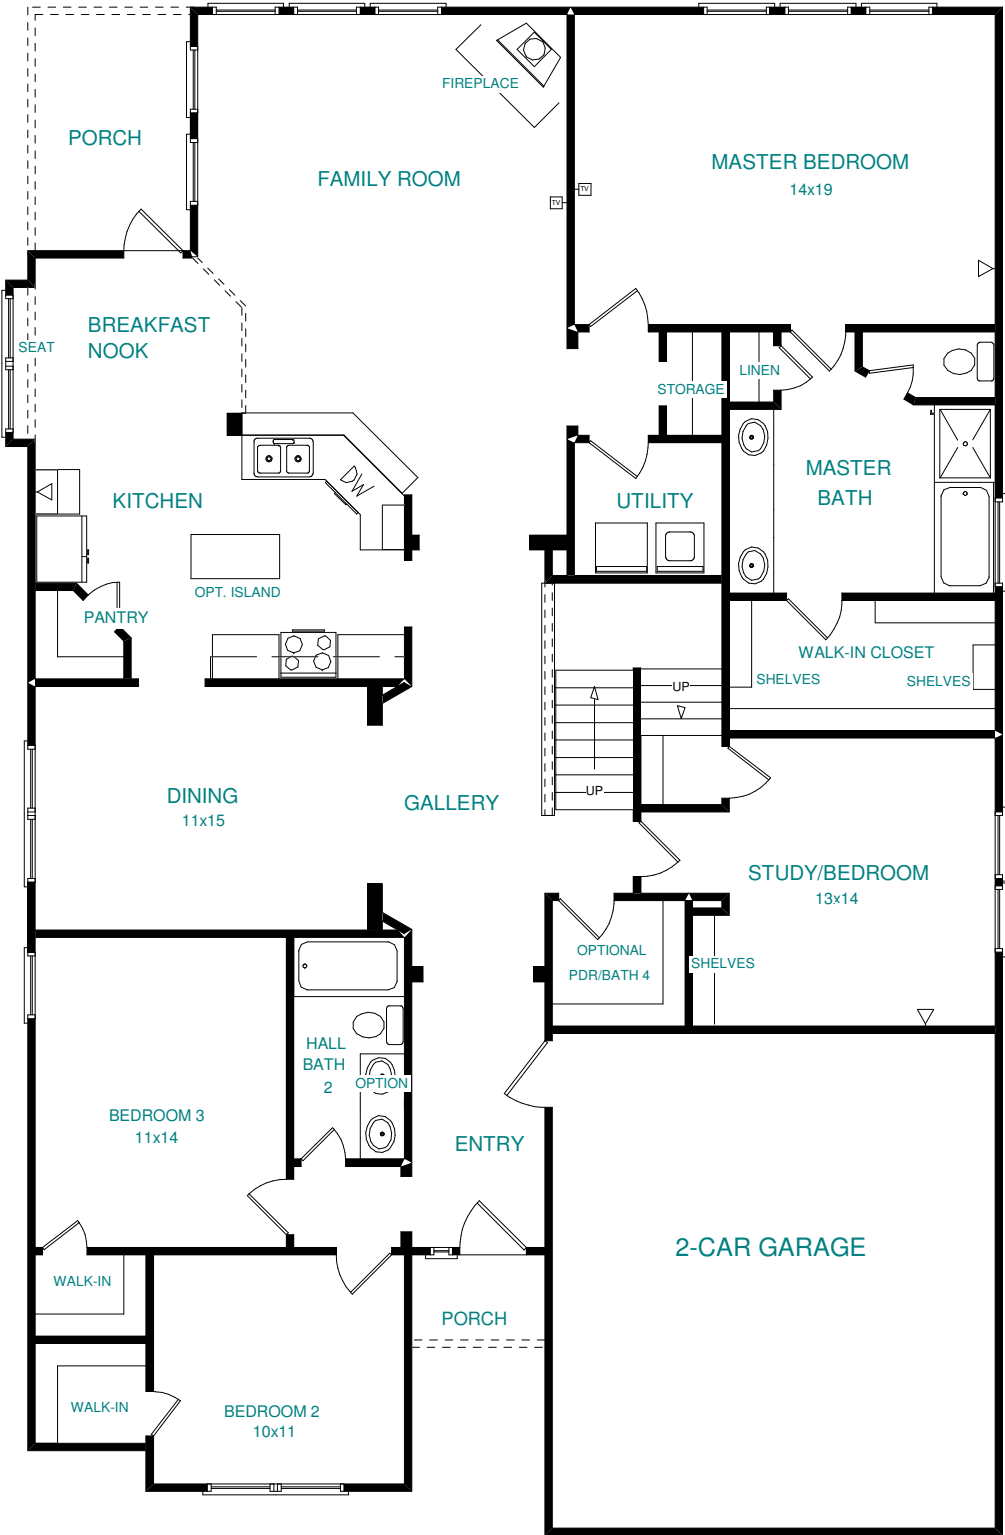 FIREPLACE
PORCH
FAMILY ROOM
MASTER BEDROOM
14x19
TV
TV
BREAKFAST
NOOK
SEAT
STORAGE
LINEN
KITCHEN
DW
UTILITY
MASTER
BATH
OPT. ISLAND
PANTRY
WALK-IN CLOSET
SHELVES
SHELVES
UP
DINING
11x15
GALLERY
UP
STUDY/BEDROOM
13x14
OPTIONAL
PDR/BATH 4
SHELVES
HALL
BATH
2
OPTION
BEDROOM 3
11x14
ENTRY
2-CAR GARAGE
WALK-IN
PORCH
WALK-IN
BEDROOM 2
10x11